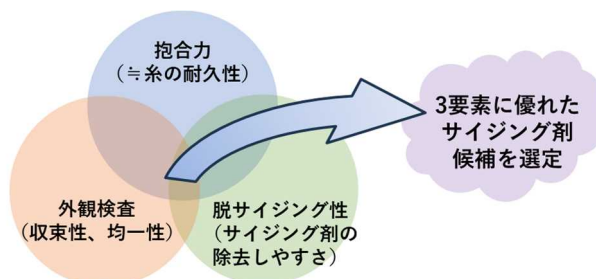 抱合力
（≒糸の耐久性）
外観検査
（収束性、均一性）
脱サイジング性
（サイジング剤の
除去しやすさ）
3要素に優れた
サイジング剤
候補を選定